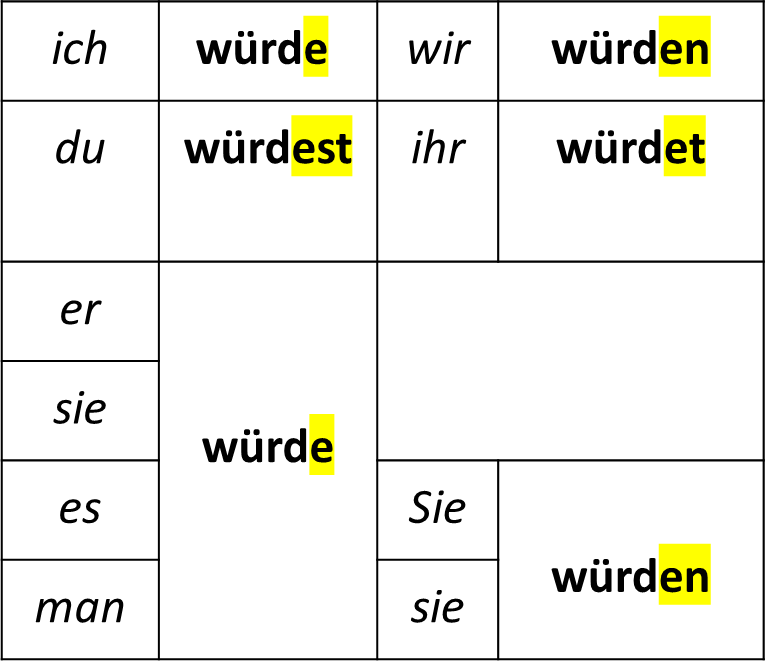 ich würde wir würden
du würdest ihr würdet
er
sie
würde
es Sie
würden
man sie